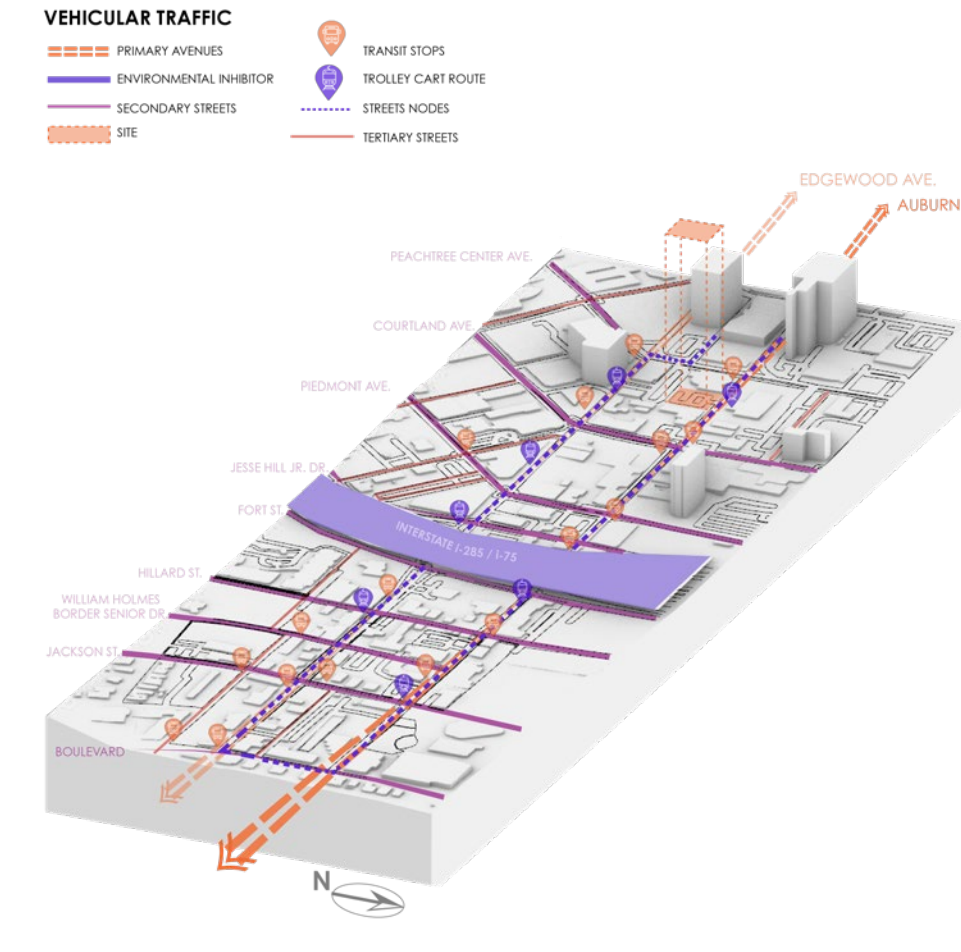 VEHICULAR TRAFFIC
PRIMARY AVENUES
ENVIRONMENTAL INHIBITOR
SECONDARY STREETS
SITE
TRANSIT STOPS
TROLLEY CART ROUTE
STREETS NODES
TERTIARY STREETS
EDGEWOOD AVE.
AUBURN
PEACHTREE CENTER AVE.
COURTLAND AVE.
PIEDMONT AVE.
JESSE HILL JR. DR.
FORT ST.
INTERSTATE I-285 / I-75
HILLARD ST.
WILLIAM HOLMES
BORDER SENIOR DR.
JACKSON ST.
BOULEVARD
N